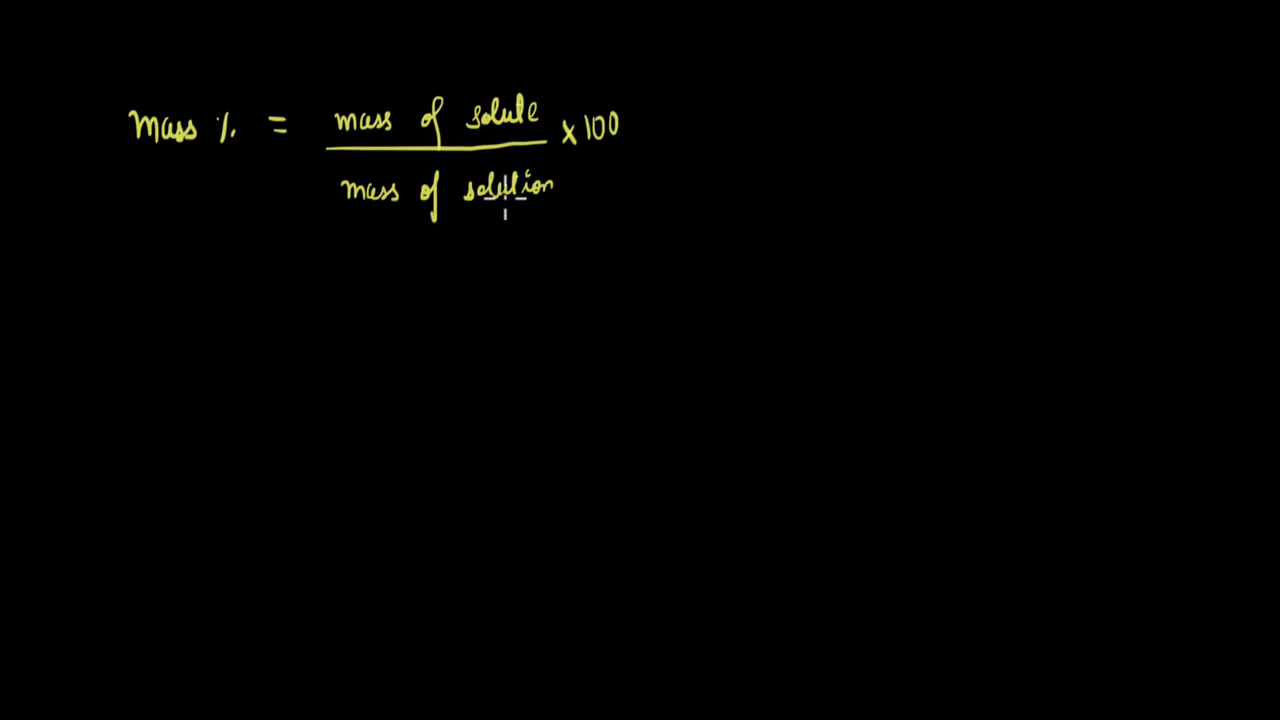 Mass % = mass of solute × 100
mass of solution